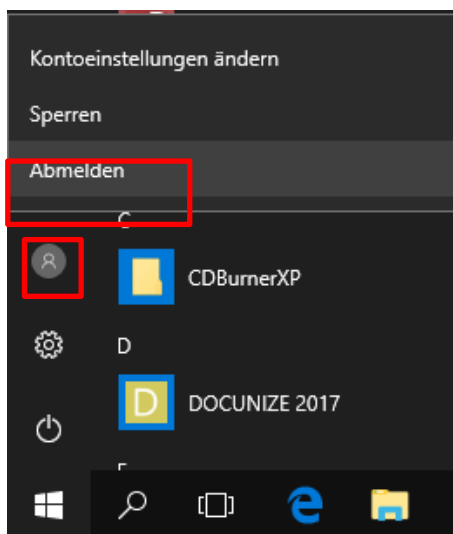 Kontoeinstellungen ändern
Sperren
Abmelden
C
CDBurnerXP
D
D
DOCUNIZE 2017